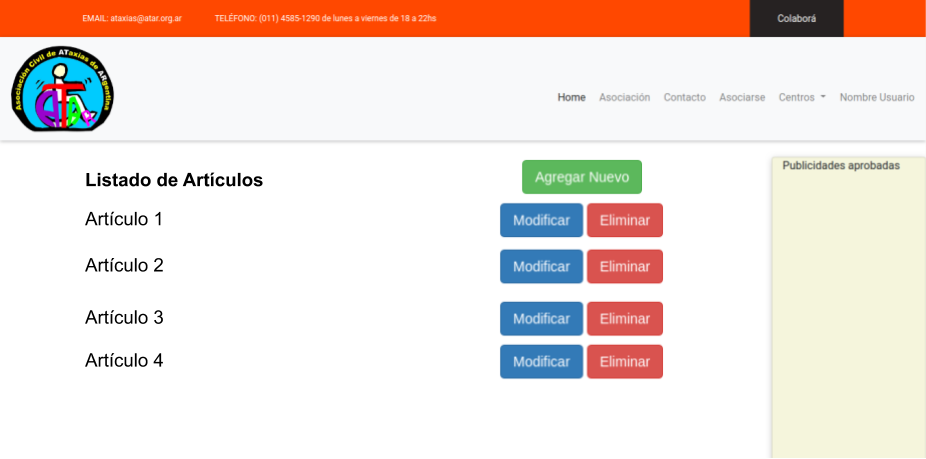 EMAIL: ataxias@atar.org.ar TELÉFONO: (011) 4585-1290 de lunes a viernes de 18 a 22hs Colaborá
Asociación Civil de ATaxias de ARgentina
Home Asociación Contacto Asociarse Centros Nombre Usuario
Listado de Artículos Agregar Nuevo Publicidades aprobadas
Artículo 1 Modificar Eliminar
Artículo 2 Modificar Eliminar
Artículo 3 Modificar Eliminar
Artículo 4 Modificar Eliminar